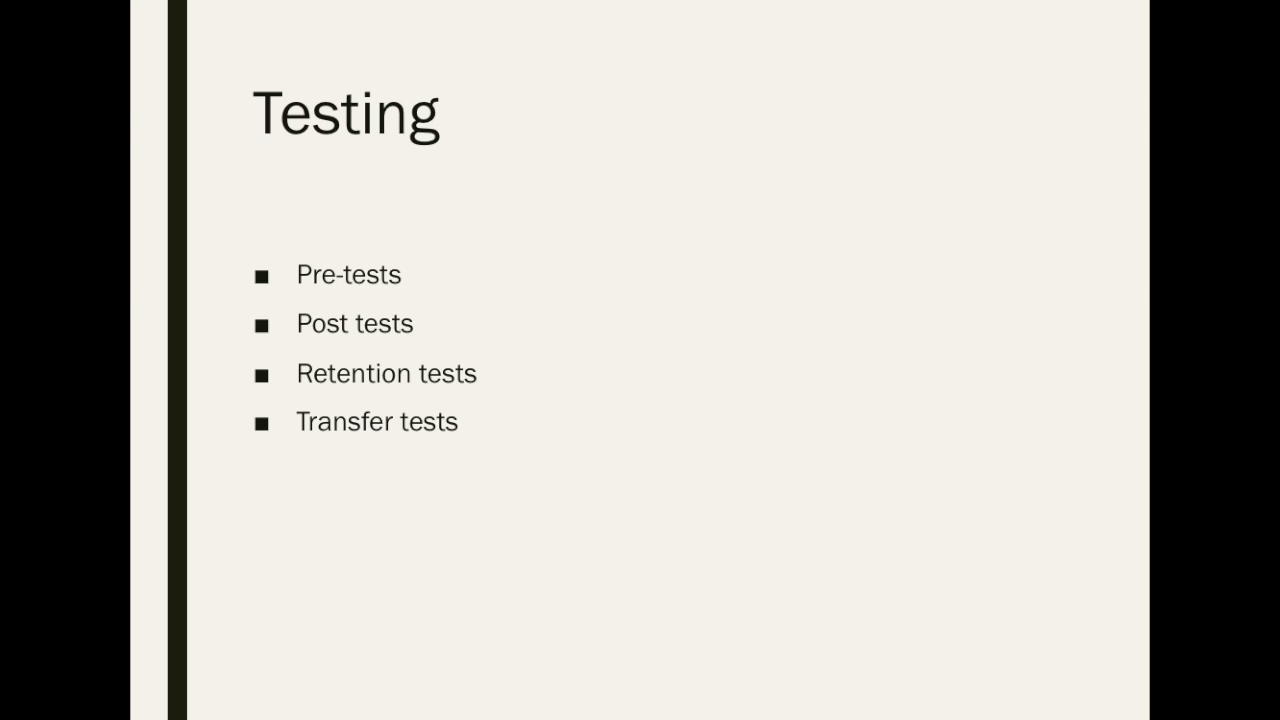 Testing
■ Pre-tests
■ Post tests
■ Retention tests
■ Transfer tests